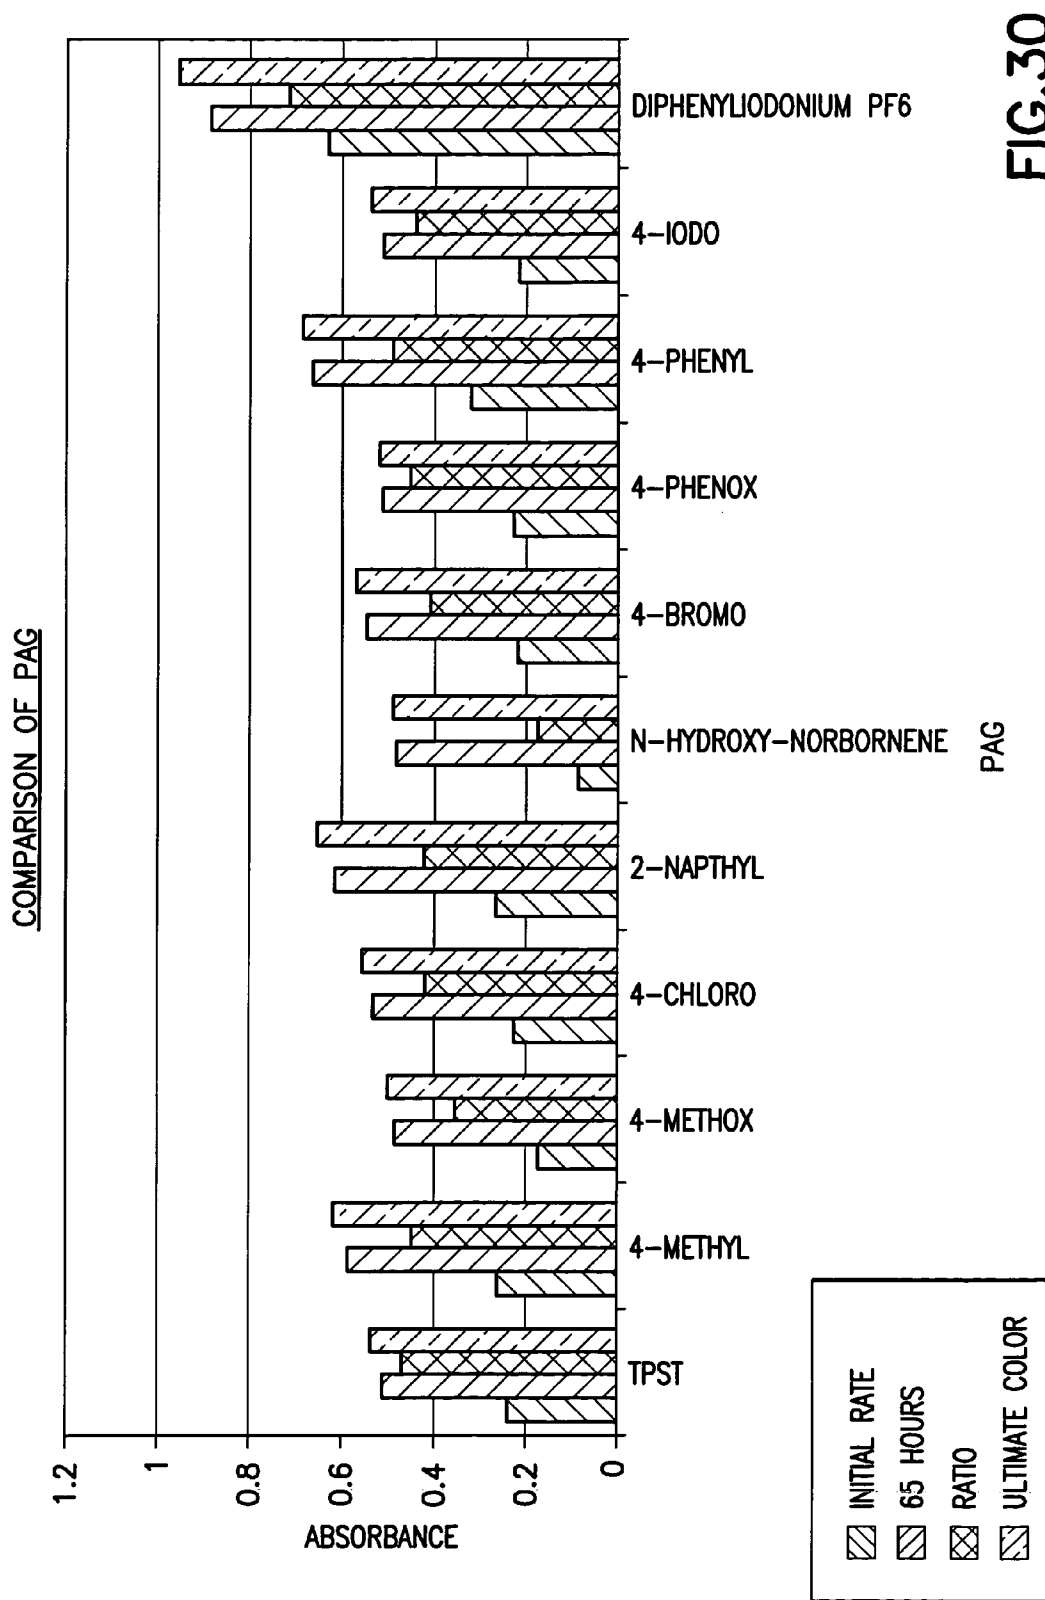 COMPARISON OF PAG
ABSORBANCE
1.2
1
0.8
0.6
0.4
0.2
0
TPST
4-METHYL
4-METHOX
4-CHLORO
2-NAPTHYL
N-HYDROXY-NORBORNENE
4-BROMO
4-PHENOX
4-PHENYL
4-IODO
DIPHENYLIODONIUM PF6
PAG
INITIAL RATE
65 HOURS
RATIO
ULTIMATE COLOR
FIG.30